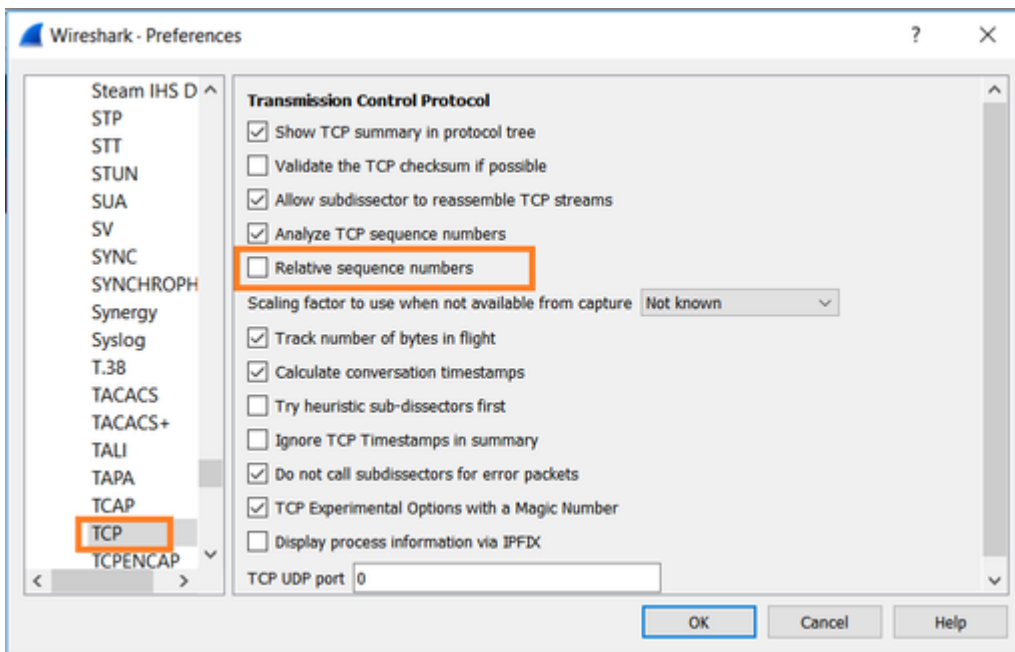 Wireshark · Preferences
?
Steam IHS D
STP
STT
STUN
SUA
SV
SYNC
SYNCHROPH
Synergy
Syslog
T.38
TACACS
TACACS+
TALI
TAPA
TCAP
TCP
TCPENCAP
Transmission Control Protocol
Show TCP summary in protocol tree
Validate the TCP checksum if possible
Allow subdissector to reassemble TCP streams
Analyze TCP sequence numbers
Relative sequence numbers
Scaling factor to use when not available from capture Not known
Track number of bytes in flight
Calculate conversation timestamps
Try heuristic sub-dissectors first
Ignore TCP Timestamps in summary
Do not call subdissectors for error packets
TCP Experimental Options with a Magic Number
Display process information via IPFIX
TCP UDP port 0
OK Cancel Help